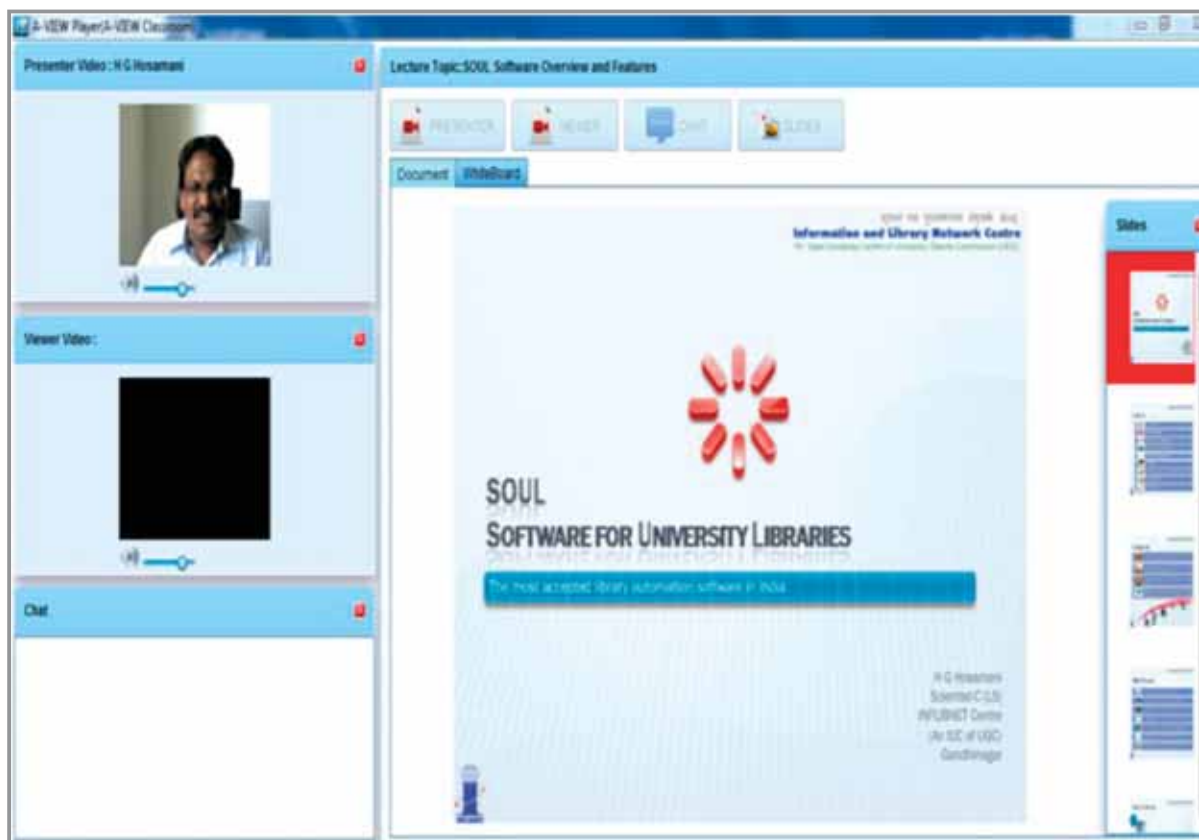 A-VIEW Player(A-VIEW Classroom)
Presenter Video : H G Hosamani
Lecture Topic:SOUL Software Overview and Features
PRESENTER
VIEWER
CHAT
SLIDES
Document
WhiteBoard
Information and Library Network Centre
Slides
Viewer Video :
SOUL
SOFTWARE FOR UNIVERSITY LIBRARIES
The most accepted library automation software in India
Chat
H G Hosamani
Scientist-C (LS)
INFLIBNET Centre
(An IUC of UGC)
Gandhinagar